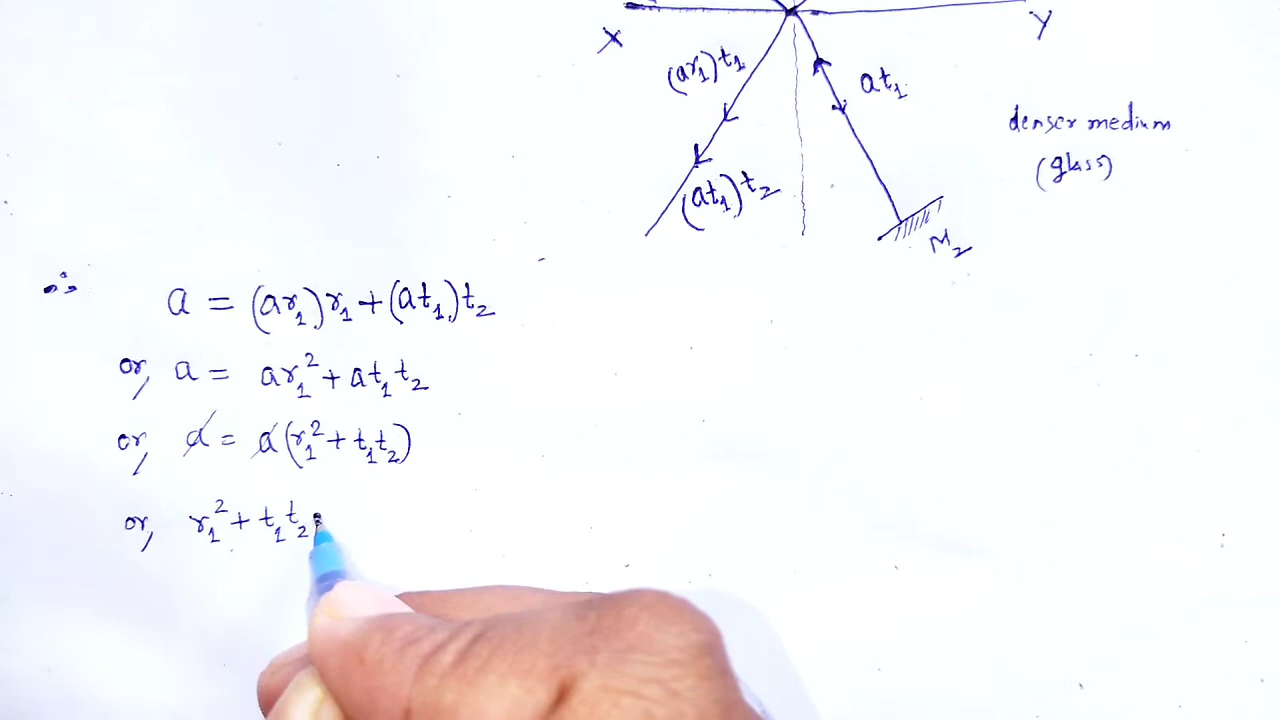 X
Y
(ar₁)t₁
at₁
denser medium
(glass)
(at₁)t₂
M₂
∴ a = (ar₁)r₁ + (at₁)t₂
or, a = ar₁² + at₁t₂
or, a = a(r₁² + t₁t₂)
or, r₁² + t₁t₂